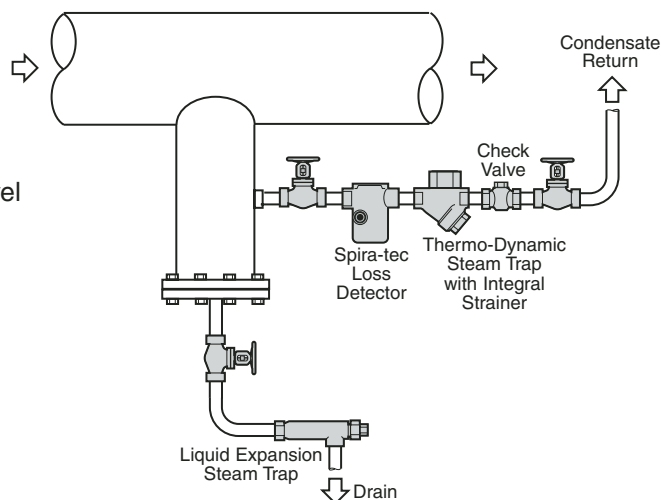 Condensate
Return
Check
Valve
vel
Spira-tec
Loss
Detector
Thermo-Dynamic
Steam Trap
with Integral
Strainer
Liquid Expansion
Steam Trap
Drain